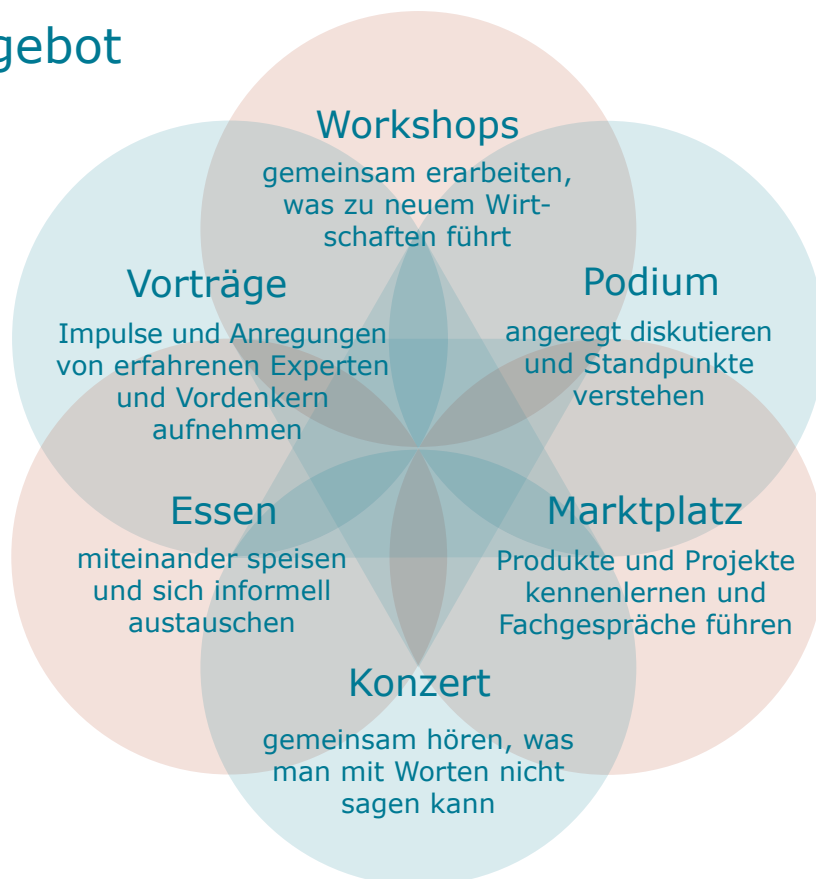 gebot
Workshops
gemeinsam erarbeiten,
was zu neuem Wirt-
schaften führt
Vorträge
Impulse und Anregungen
von erfahrenen Experten
und Vordenkern
aufnehmen
Podium
angeregt diskutieren
und Standpunkte
verstehen
Essen
miteinander speisen
und sich informell
austauschen
Marktplatz
Produkte und Projekte
kennenlernen und
Fachgespräche führen
Konzert
gemeinsam hören, was
man mit Worten nicht
sagen kann